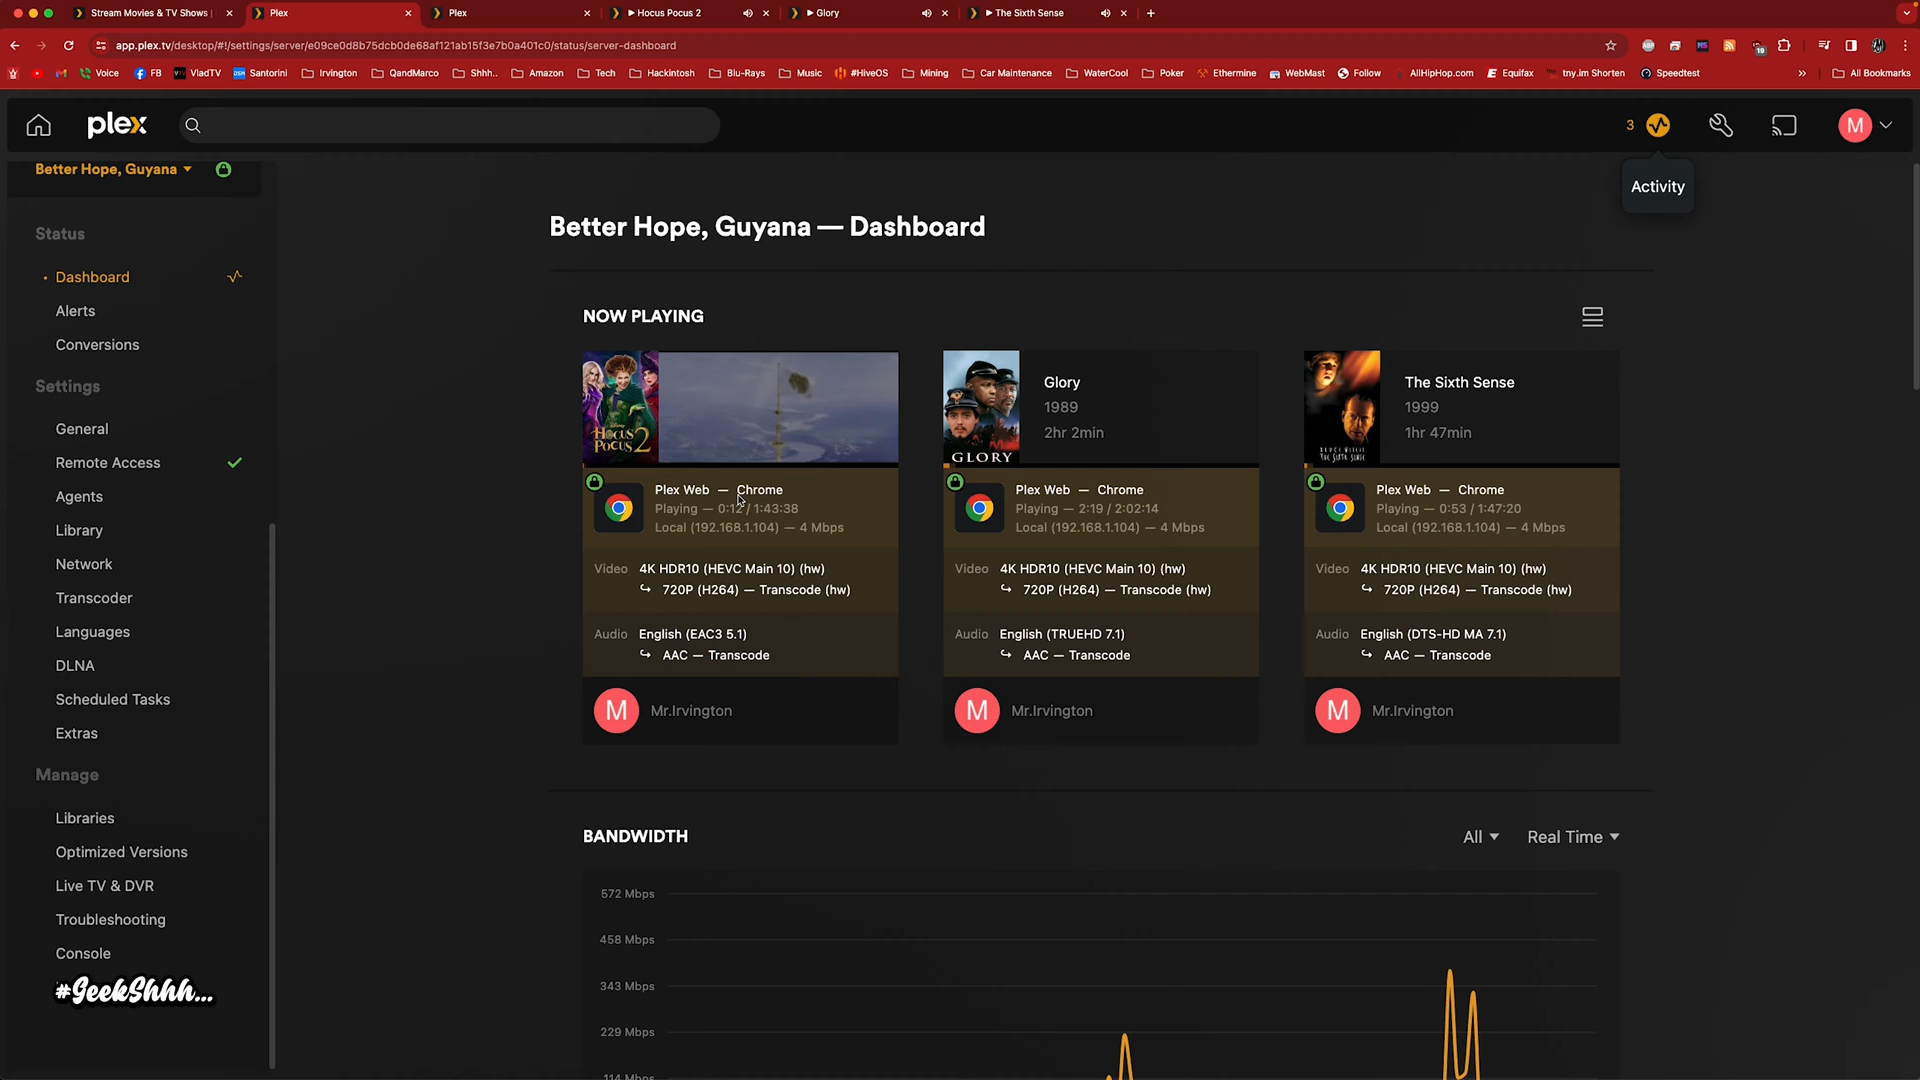 Stream Movies & TV Shows
Plex
Plex
Hocus Pocus 2
Glory
The Sixth Sense
app.plex.tv/desktop/#!/settings/server/e09ce0d8b75dcb0de68af121ab15f3e7b0a401c0/status/server-dashboard
19
Voice
FB
VladTV
Santorini
Irvington
QandMarco
Shhh..
Amazon
Tech
Hackintosh
Blu-Rays
Music
#HiveOS
Mining
Car Maintenance
WaterCool
Poker
Ethermine
WebMast
Follow
AllHipHop.com
Equifax
tny.im Shorten
Speedtest
»
All Bookmarks
plex
3
M
Activity
Better Hope, Guyana
Status
Dashboard
Alerts
Conversions
Settings
General
Remote Access
Agents
Library
Network
Transcoder
Languages
DLNA
Scheduled Tasks
Extras
Manage
Libraries
Optimized Versions
Live TV & DVR
Troubleshooting
Console
#GeekShhh...
Better Hope, Guyana — Dashboard
NOW PLAYING
HOCUS
POCUS 2
Plex Web — Chrome
Playing — 0:12 / 1:43:38
Local (192.168.1.104) — 4 Mbps
Video 4K HDR10 (HEVC Main 10) (hw)
720P (H264) — Transcode (hw)
Audio English (EAC3 5.1)
AAC — Transcode
M Mr.Irvington
GLORY
Glory
1989
2hr 2min
Plex Web — Chrome
Playing — 2:19 / 2:02:14
Local (192.168.1.104) — 4 Mbps
Video 4K HDR10 (HEVC Main 10) (hw)
720P (H264) — Transcode (hw)
Audio English (TRUEHD 7.1)
AAC — Transcode
M Mr.Irvington
BRUCE WILLIS
THE SIXTH SENSE
The Sixth Sense
1999
1hr 47min
Plex Web — Chrome
Playing — 0:53 / 1:47:20
Local (192.168.1.104) — 4 Mbps
Video 4K HDR10 (HEVC Main 10) (hw)
720P (H264) — Transcode (hw)
Audio English (DTS-HD MA 7.1)
AAC — Transcode
M Mr.Irvington
BANDWIDTH
All
Real Time
572 Mbps
458 Mbps
343 Mbps
229 Mbps
114 Mbps